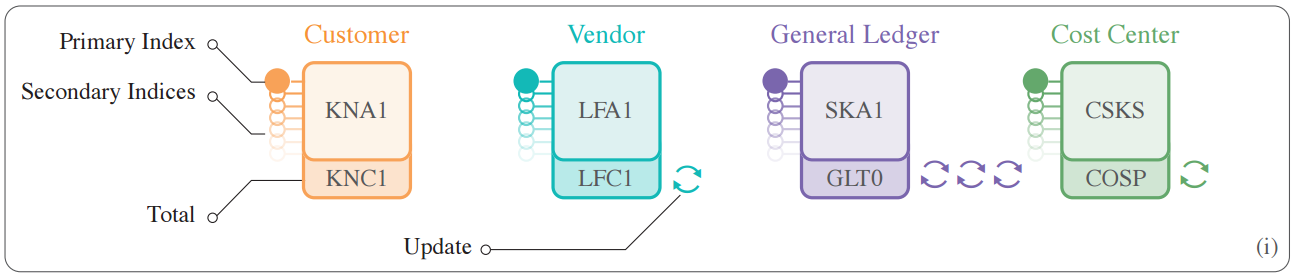 Customer
Vendor
General Ledger
Cost Center
Primary Index
Secondary Indices
KNA1
LFA1
SKA1
CSKS
KNC1
LFC1
GLT0
COSP
Total
Update
(i)